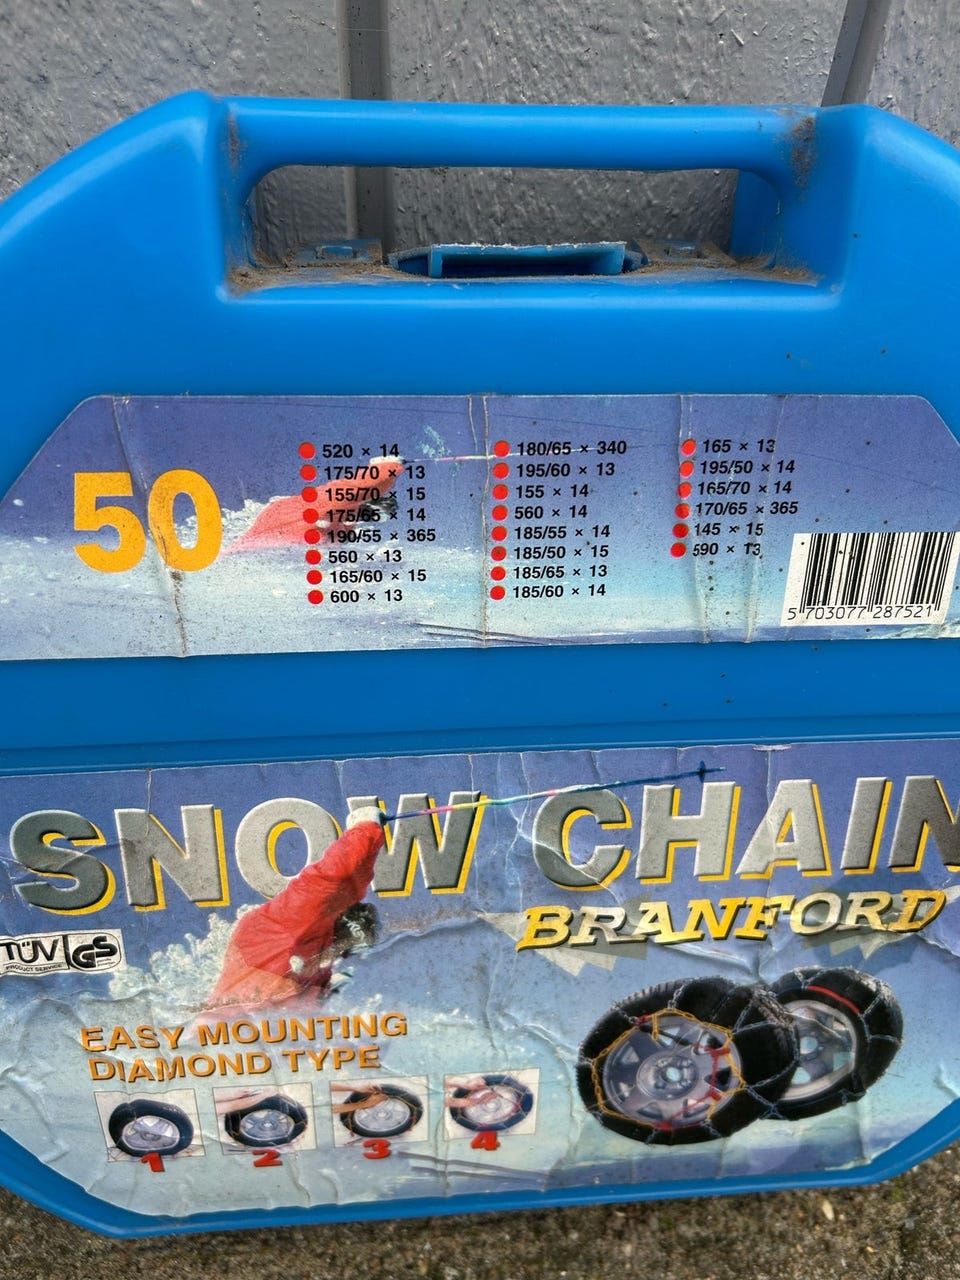 50
520 × 14
175/70 × 13
155/70 × 15
175/65 × 14
190/55 × 365
560 × 13
165/60 × 15
600 × 13
180/65 × 340
195/60 × 13
155 × 14
560 × 14
185/55 × 14
185/50 × 15
185/65 × 13
185/60 × 14
165 × 13
195/50 × 14
165/70 × 14
170/65 × 365
145 × 15
590 × 13
5 703077 287521
SNOW CHAIN
BRANFORD
TÜV GS
PRODUCT SERVICE
EASY MOUNTING
DIAMOND TYPE
1 2 3 4